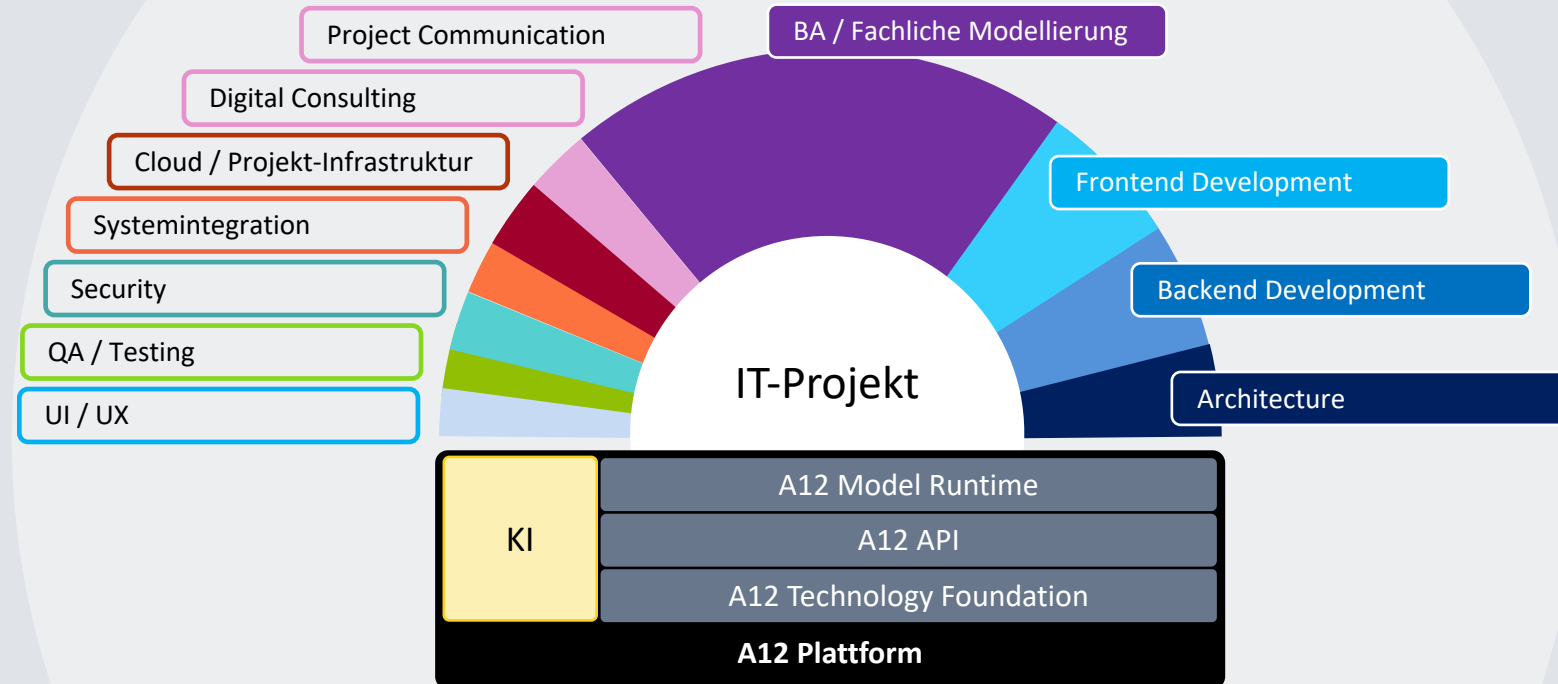 Project Communication
BA / Fachliche Modellierung
Digital Consulting
Cloud / Projekt-Infrastruktur
Frontend Development
Systemintegration
Security
Backend Development
QA / Testing
UI / UX
IT-Projekt
Architecture
KI
A12 Model Runtime
A12 API
A12 Technology Foundation
A12 Plattform